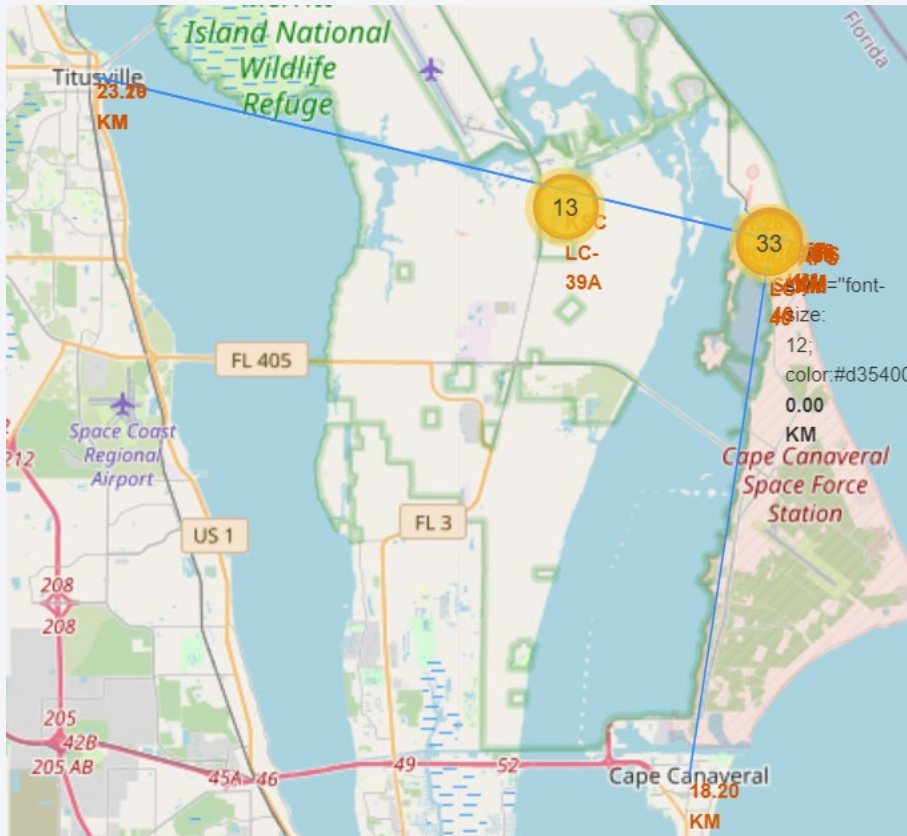 Island National
Wildlife
Refuge
Florida
Titusville
KM
13
KSC
LC-
39A
33
="font-
size:
12;
color:#d35400
0.00
KM
FL 405
Space Coast
Regional
Airport
212
Cape Canaveral
Space Force
Station
FL 3
US 1
208
208
205
42B
205 AB
45A
46
49
52
Cape Canaveral
18.20
KM